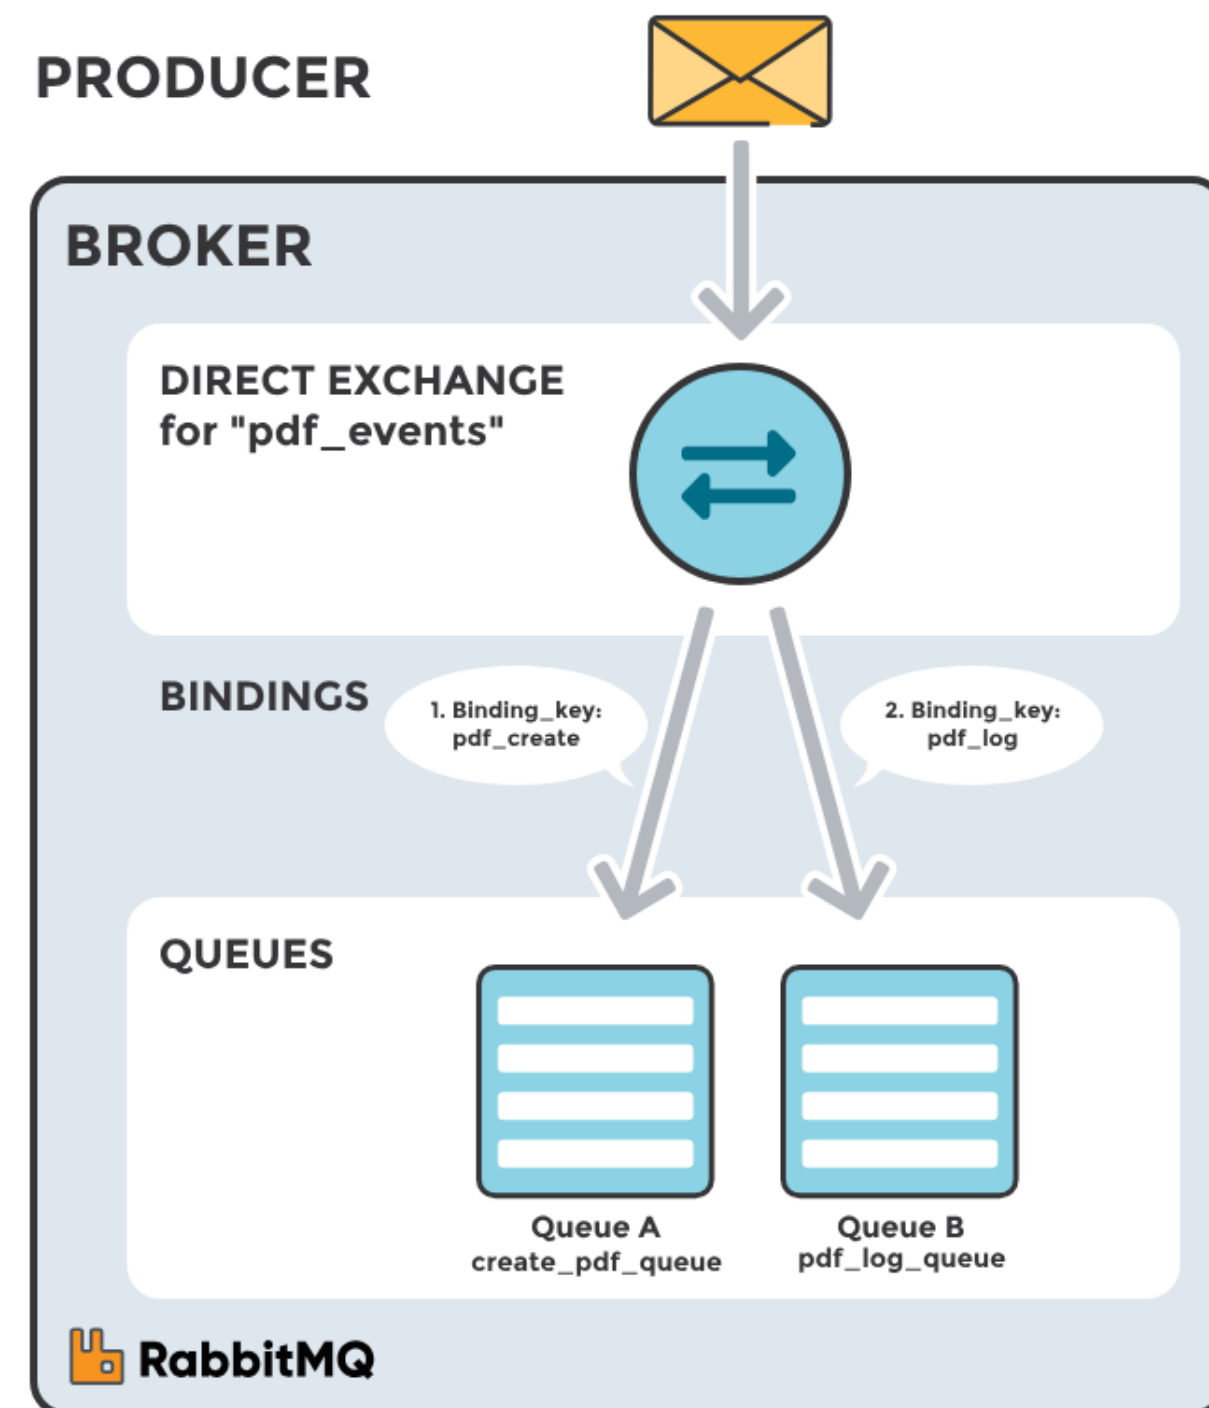 PRODUCER
BROKER
DIRECT EXCHANGE
for "pdf_events"
BINDINGS
1. Binding_key:
pdf_create
2. Binding_key:
pdf_log
QUEUES
Queue A
create_pdf_queue
Queue B
pdf_log_queue
RabbitMQ